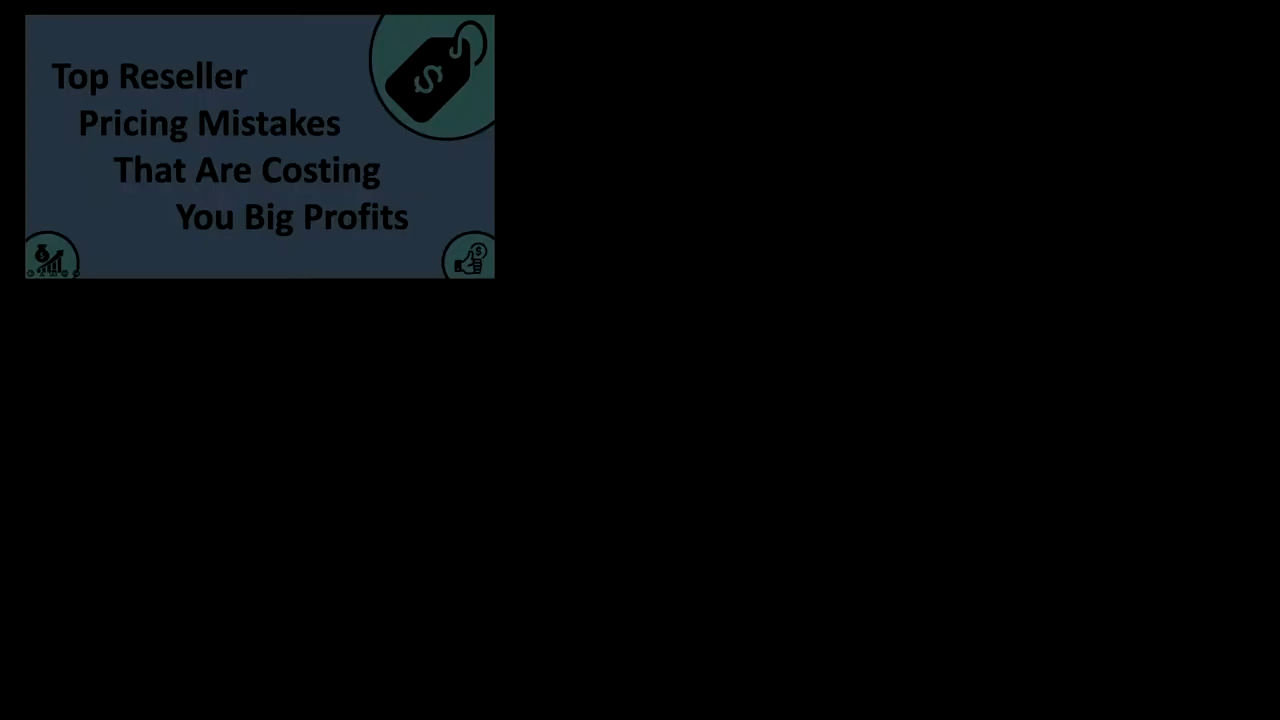 Top Reseller
Pricing Mistakes
That Are Costing
You Big Profits